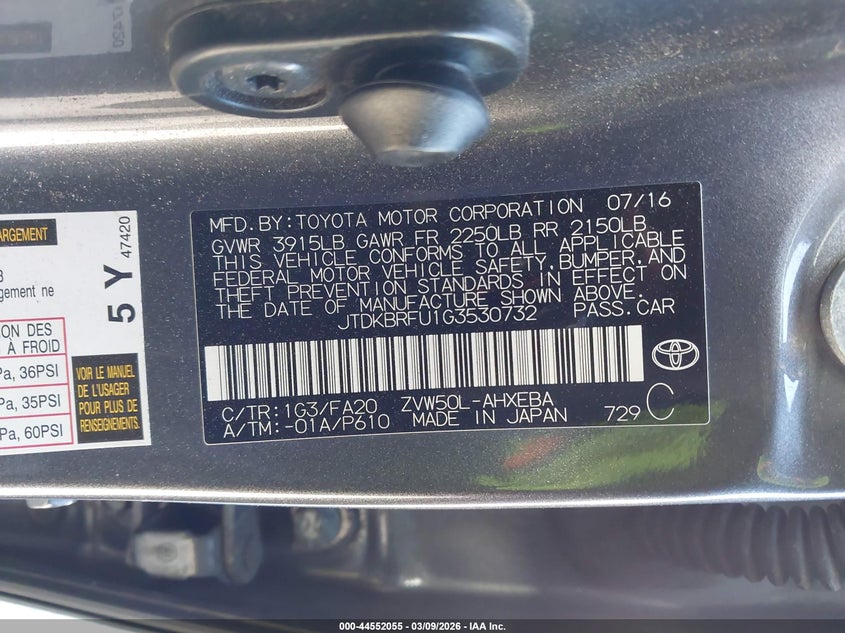 MFD.BY:TOYOTA MOTOR CORPORATION 07/16
GVWR 3915LB GAWR FR 2250LB RR 2150LB
THIS VEHICLE CONFORMS TO ALL APPLICABLE
FEDERAL MOTOR VEHICLE SAFETY,BUMPER,AND
THEFT PREVENTION STANDARDS IN EFFECT ON
THE DATE OF MANUFACTURE SHOWN ABOVE.
JTDKBRFU1G3530732 PASS.CAR
C/TR:1G3/FA20 ZVW50L-AHXEBA
A/TM:-01A/P610 MADE IN JAPAN 729 C
ARGEMENT
gement ne
5 Y 47420
ON DES
À FROID
Pa, 36PSI
Pa, 35PSI
Pa, 60PSI
VOIR LE MANUEL
DE L'USAGER
POUR PLUS DE
RENSEIGNEMENTS
47420
000-44552055 | 03/09/2026 - IAA Inc.